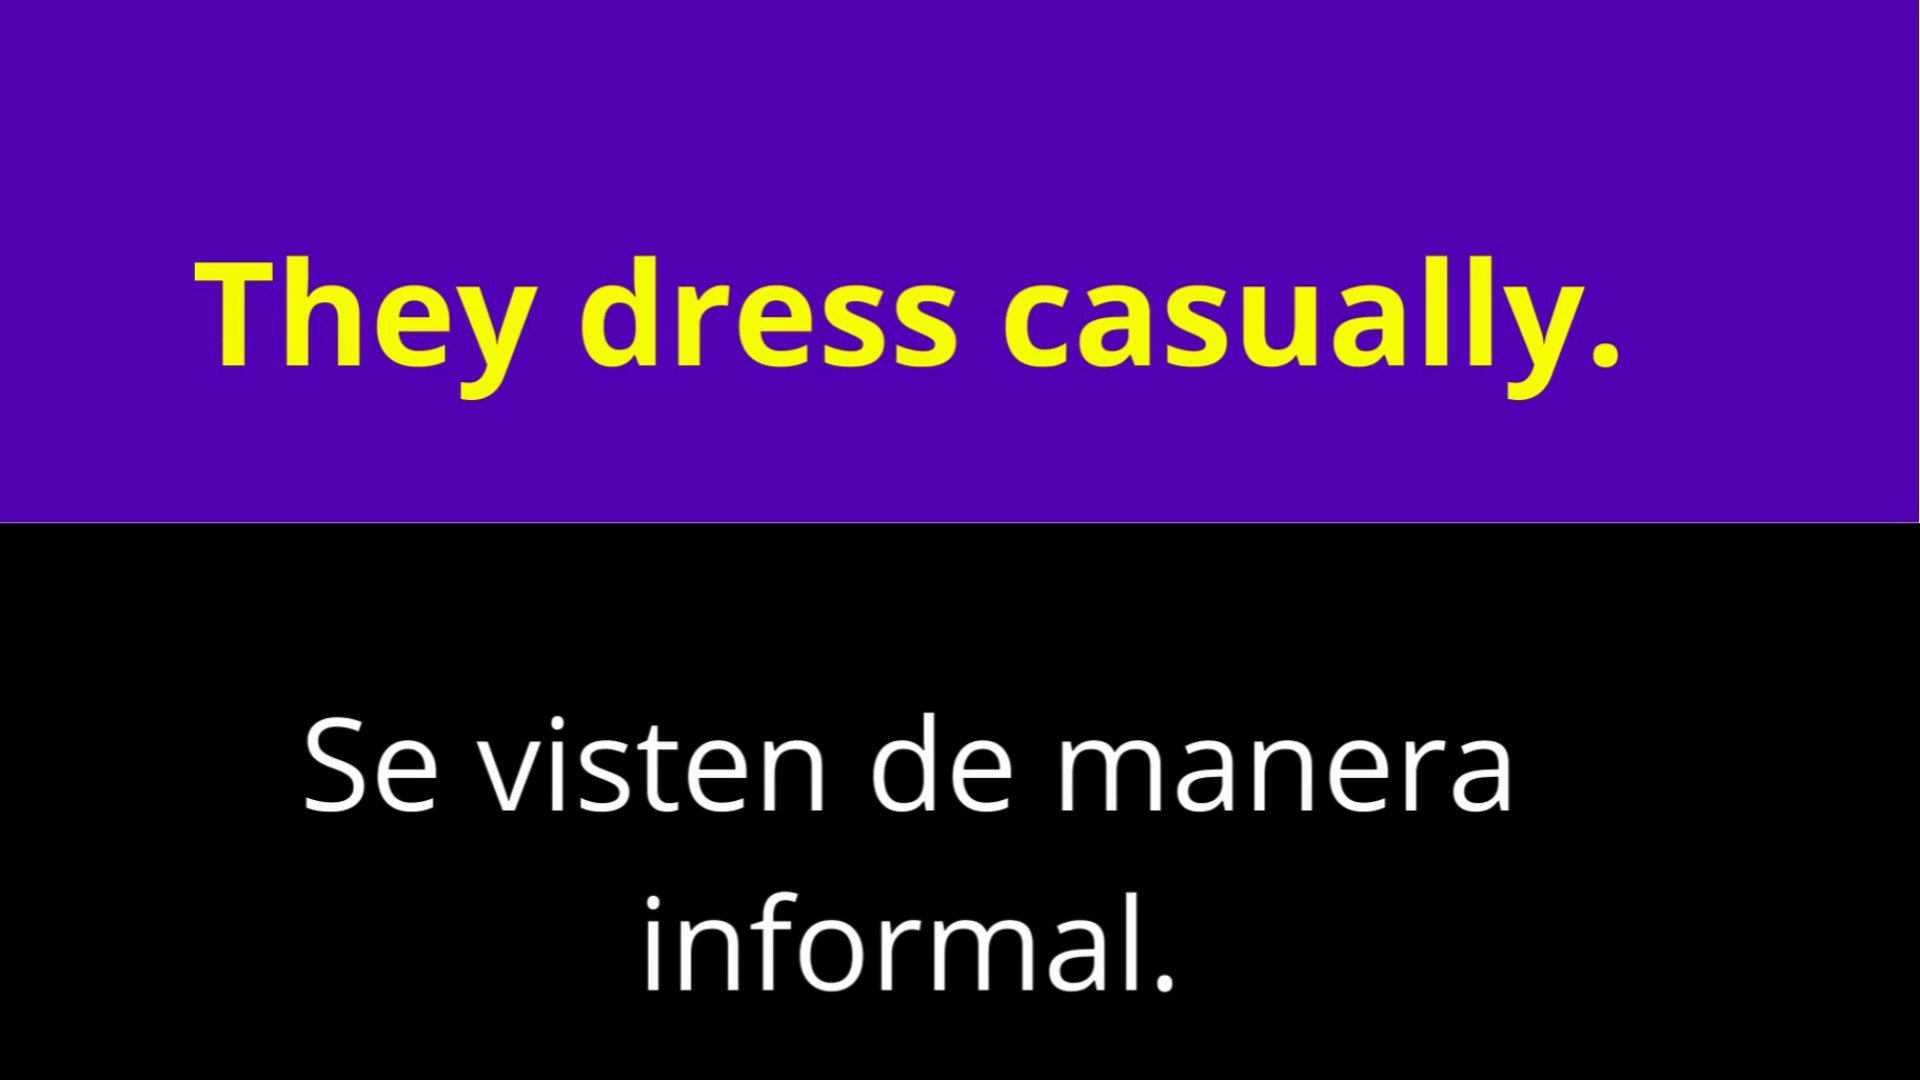 They dress casually.
Se visten de manera
informal.